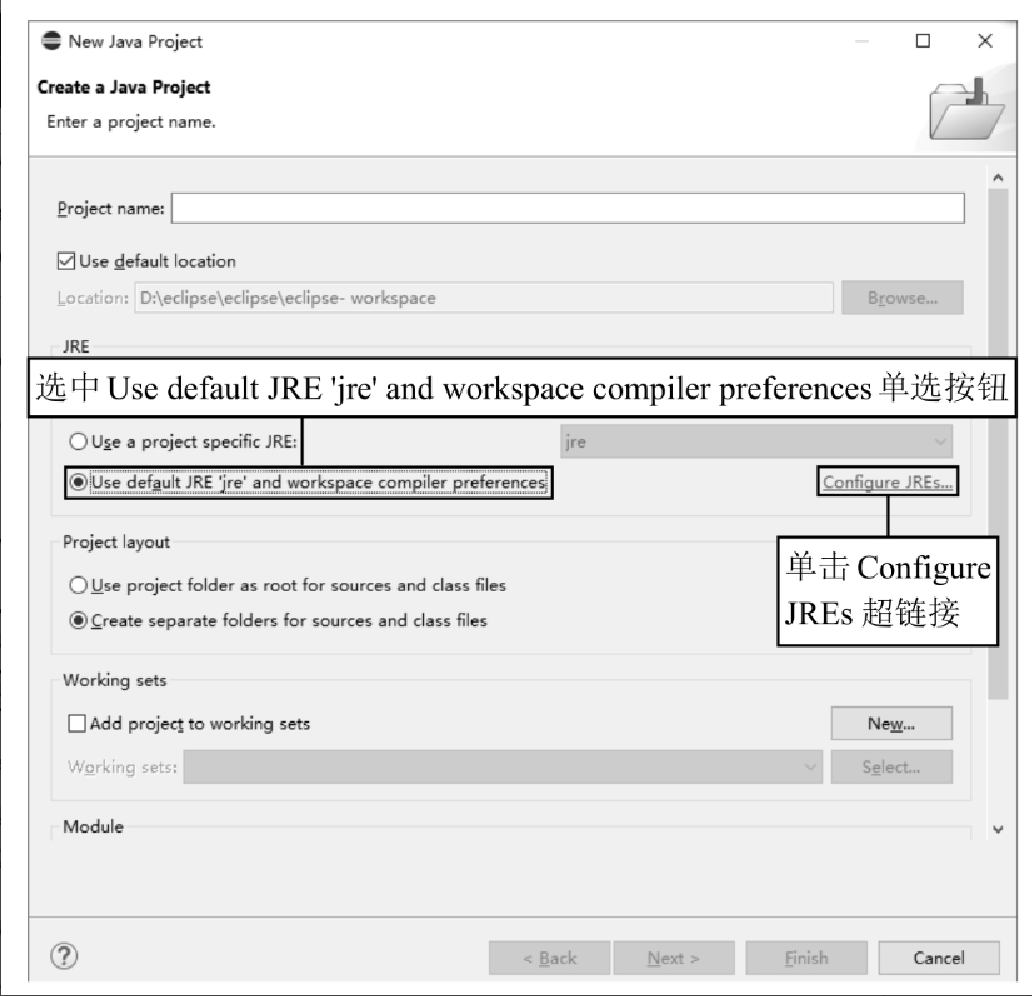 New Java Project
Create a Java Project
Enter a project name.
Project name:
Use default location
Location: D:\eclipse\eclipse\eclipse- workspace Browse...
JRE
选中 Use default JRE 'jre' and workspace compiler preferences 单选按钮
Use a project specific JRE: jre
Use default JRE 'jre' and workspace compiler preferences Configure JREs...
Project layout
单击 Configure
JREs 超链接
Use project folder as root for sources and class files
Create separate folders for sources and class files
Working sets
Add project to working sets New...
Working sets: Select...
Module
< Back Next > Finish Cancel